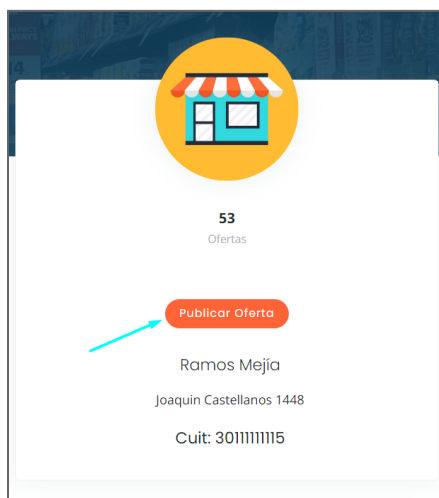 53
Ofertas
Publicar Oferta
Ramos Mejía
Joaquin Castellanos 1448
Cuit: 30111111115